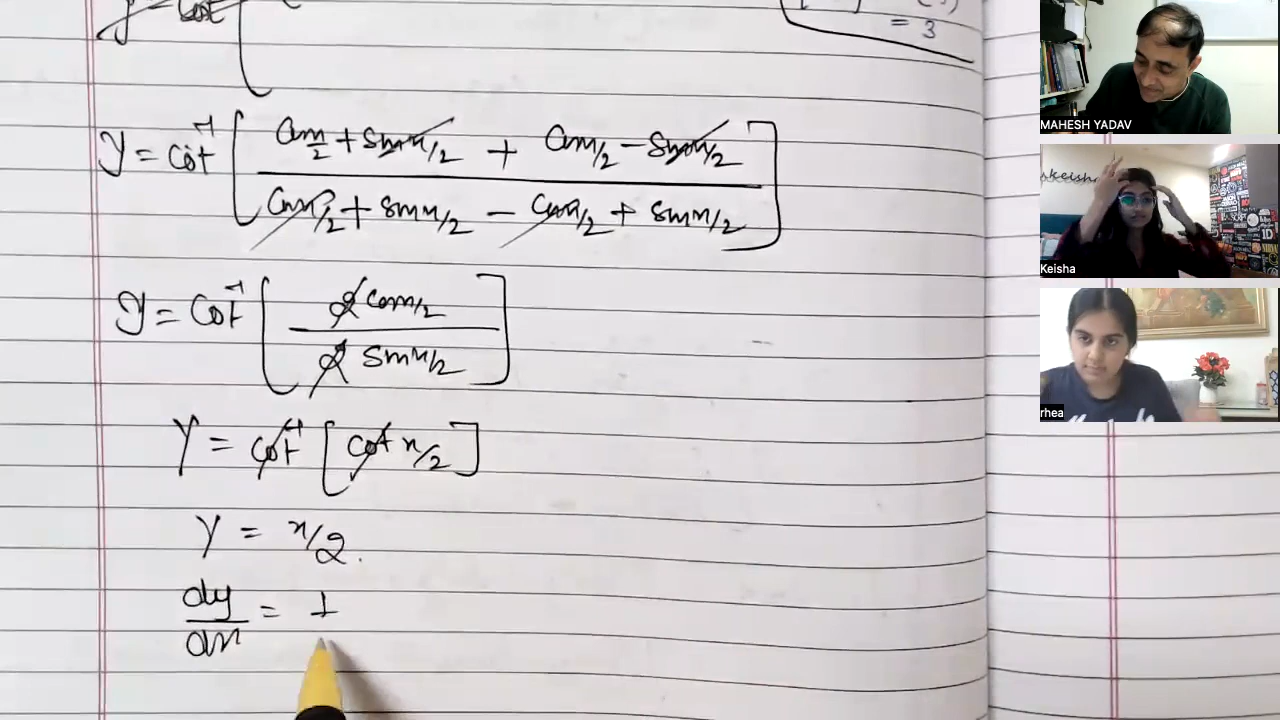 = 3
y = cot⁻¹ [ (cos x/2 + sin x/2 + cos x/2 - sin x/2) / (cos x/2 + sin x/2 - cos x/2 + sin x/2) ]
y = cot⁻¹ [ 2 cos x/2 / 2 sin x/2 ]
y = cot⁻¹ [ cot x/2 ]
y = x/2.
dy/dx = 1
MAHESH YADAV
Keisha
rhea